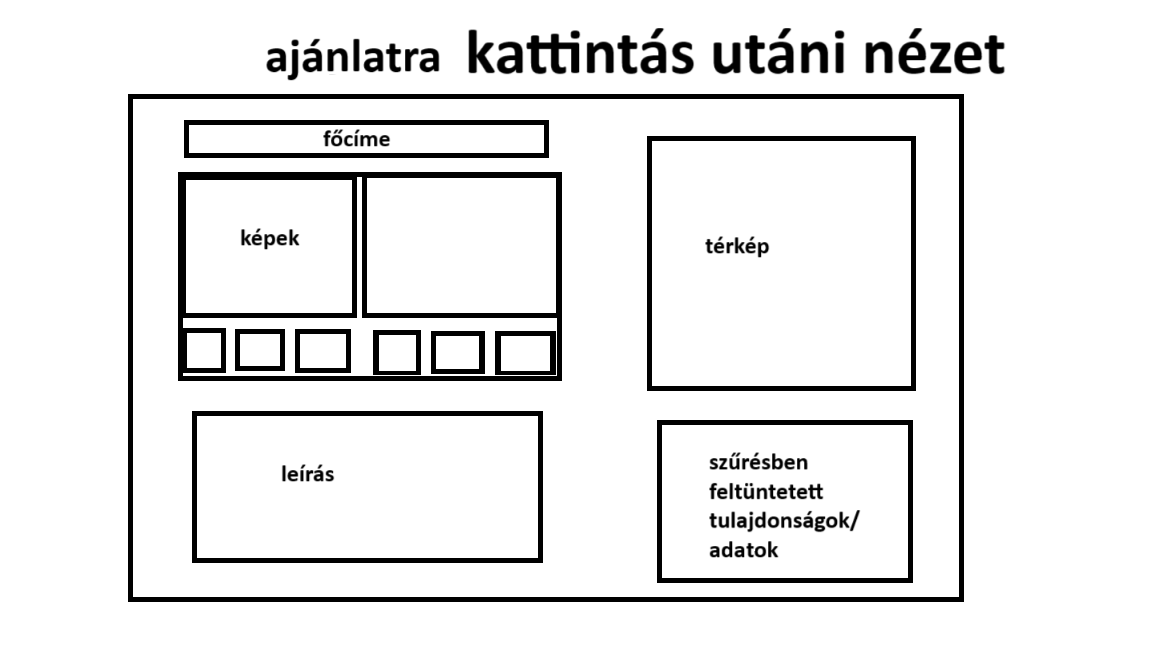 ajánlatra kattintás utáni nézet
főcíme
képek
térkép
leírás
szűrésben
feltüntetett
tulajdonságok/
adatok